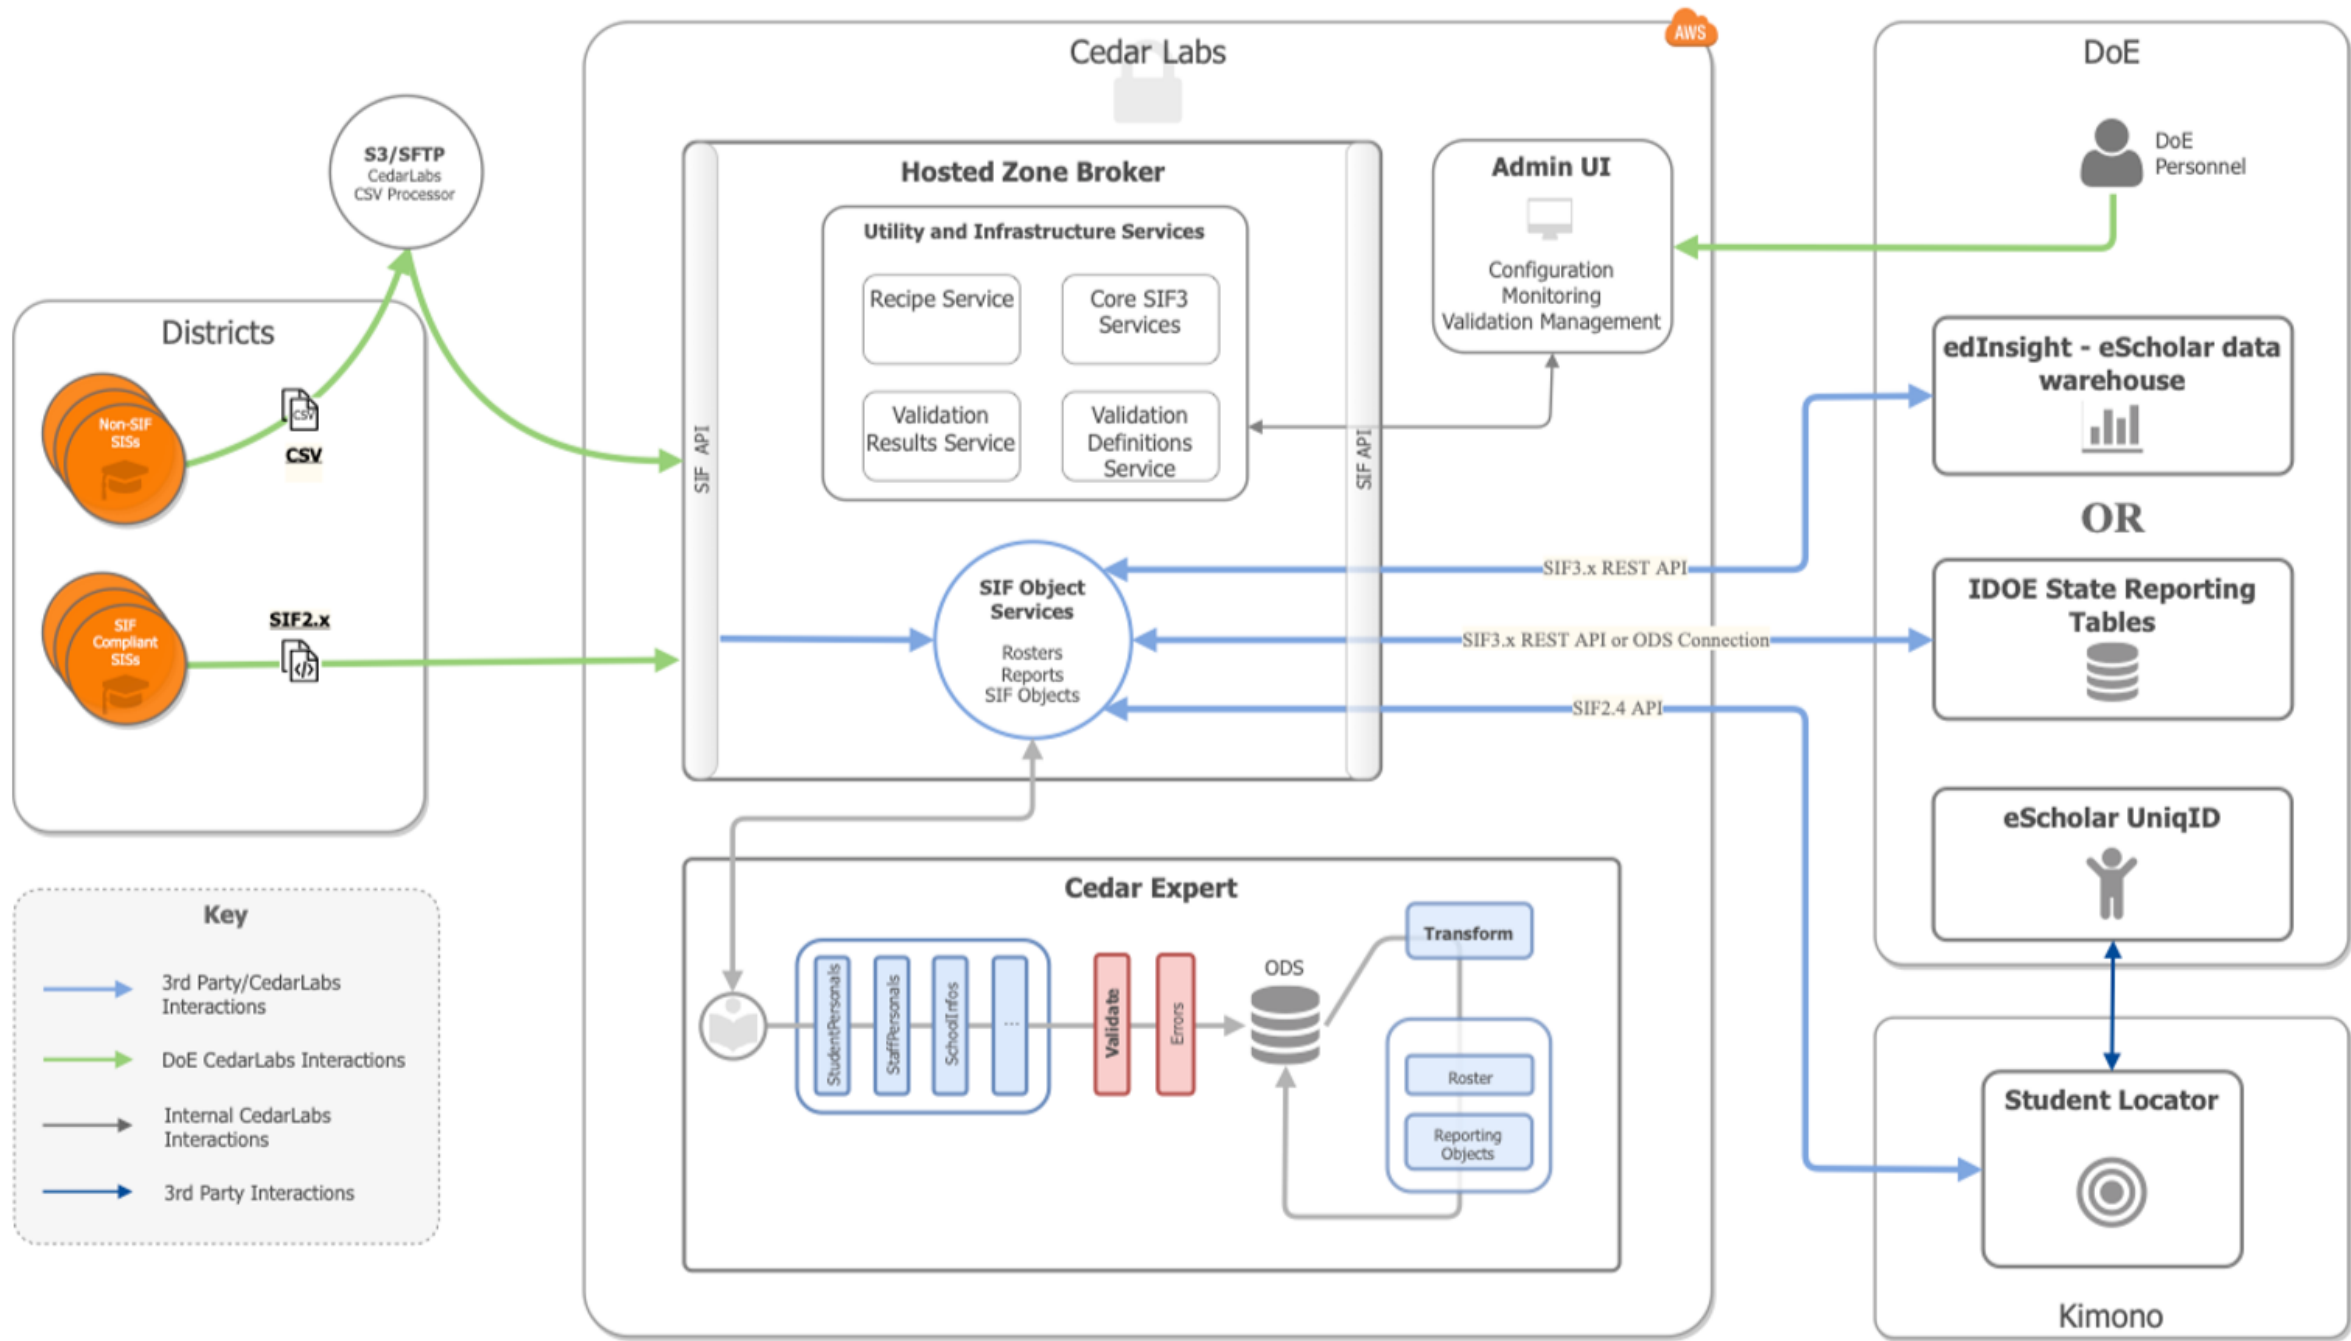 Cedar Labs
AWS
DoE
S3/SFTP
CedarLabs
CSV Processor
Districts
Non-SIF
SISs
CSV
CSV
SIF
Compliant
SISs
SIF2.x
</>
Hosted Zone Broker
Utility and Infrastructure Services
Recipe Service
Core SIF3
Services
Validation
Results Service
Validation
Definitions
Service
SIF API
SIF API
SIF Object
Services
Rosters
Reports
SIF Objects
Admin UI
Configuration
Monitoring
Validation Management
DoE
Personnel
edInsight - eScholar data
warehouse
OR
IDOE State Reporting
Tables
eScholar UniqID
SIF3.x REST API
SIF3.x REST API or ODS Connection
SIF2.4 API
Student Locator
Kimono
Cedar Expert
StudentPersonals
StaffPersonals
SchoolInfos
...
Validate
Errors
ODS
Transform
Roster
Reporting
Objects
Key
3rd Party/CedarLabs
Interactions
DoE CedarLabs Interactions
Internal CedarLabs
Interactions
3rd Party Interactions